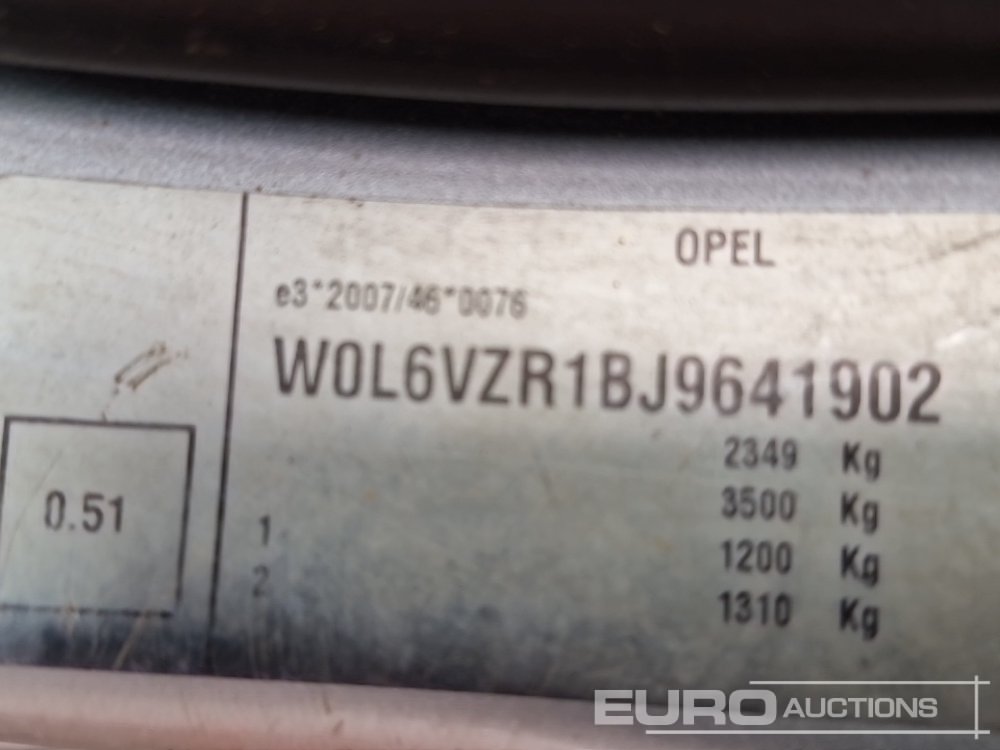 OPEL
e3*2007/46*0076
W0L6VZR1BJ9641902
2349 Kg
3500 Kg
1 1200 Kg
2 1310 Kg
0.51
EURO AUCTIONS